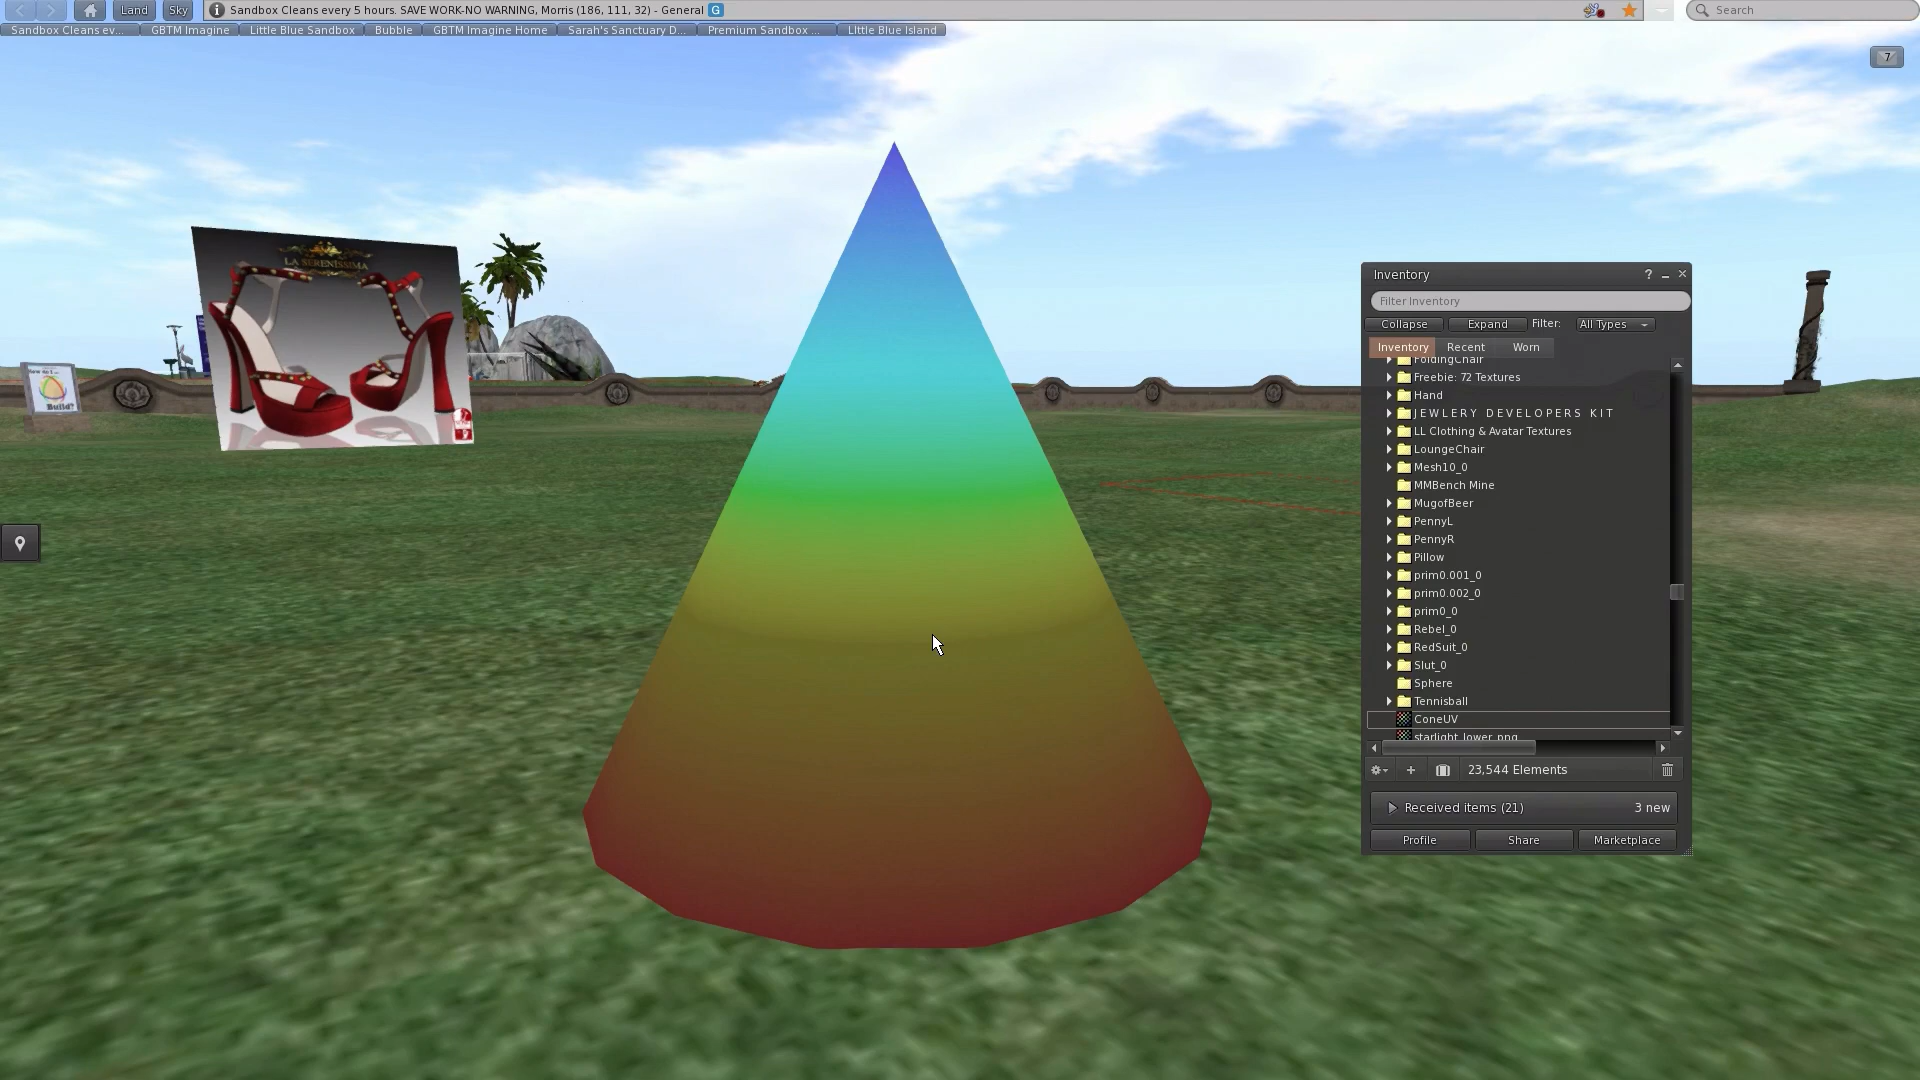 Land Sky Sandbox Cleans every 5 hours. SAVE WORK-NO WARNING, Morris (186, 111, 32) - General G Search
Sandbox Cleans ev... GBTM Imagine Little Blue Sandbox Bubble GBTM Imagine Home Sarah's Sanctuary D... Premium Sandbox ... LIttle Blue Island
7
LA SERENISSIMA
Build?
Inventory ? _ ×
Filter Inventory
Collapse Expand Filter: All Types
Inventory Recent Worn
FoldingChair
Freebie: 72 Textures
Hand
JEWLERY DEVELOPERS KIT
LL Clothing & Avatar Textures
LoungeChair
Mesh10_0
MMBench Mine
MugofBeer
PennyL
PennyR
Pillow
prim0.001_0
prim0.002_0
prim0_0
Rebel_0
RedSuit_0
Slut_0
Sphere
Tennisball
ConeUV
starlight_lower_png
23,544 Elements
Received items (21) 3 new
Profile Share Marketplace